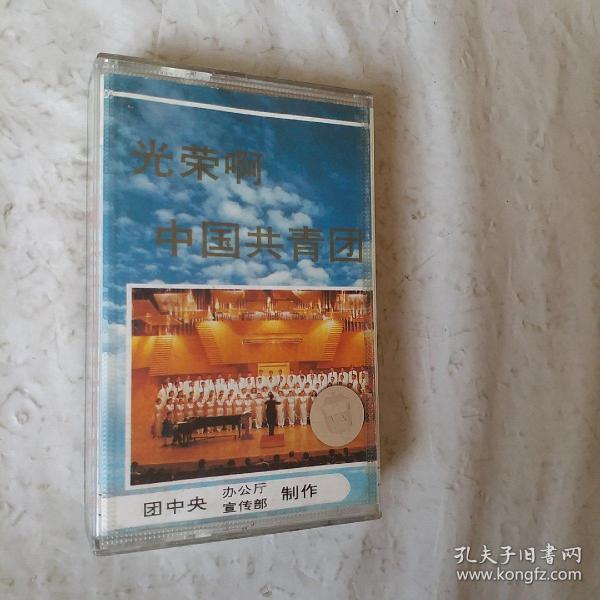 光荣啊
中国共青团
团中央 办公厅 宣传部 制作
孔夫子旧书网
www.kongfz.com